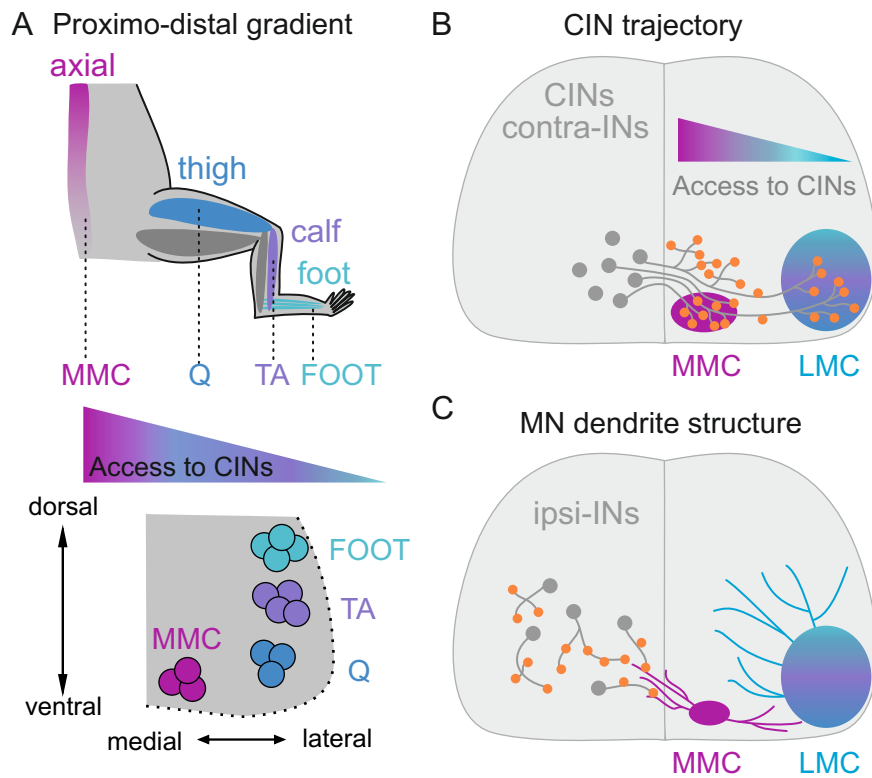 A Proximo-distal gradient
axial
thigh
calf
foot
MMC Q TA FOOT
Access to CINs
dorsal
FOOT
TA
MMC
Q
ventral
medial lateral
B CIN trajectory
CINs
contra-INs
Access to CINs
MMC LMC
C MN dendrite structure
ipsi-INs
MMC LMC